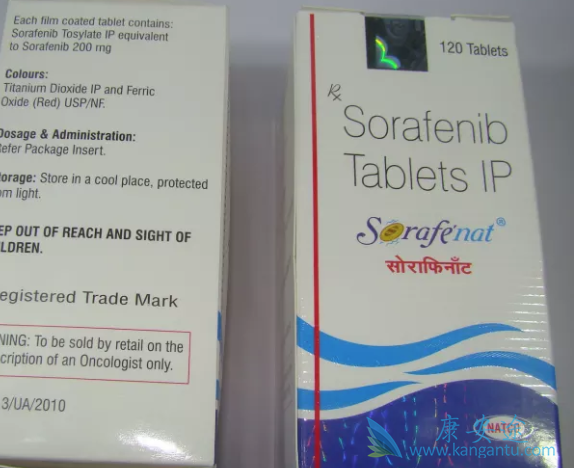 Each film coated tablet contains:
Sorafenib Tosylate IP equivalent
to Sorafenib 200 mg
Colours:
Titanium Dioxide IP and Ferric
Oxide (Red) USP/NF.
Dosage & Administration:
efer Package Insert.
orage: Store in a cool place, protected
om light.
EP OUT OF REACH AND SIGHT OF
ILDREN.
egistered Trade Mark
NING: To be sold by retail on the
cription of an Oncologist only.
3/UA/2010
120 Tablets
Rx
Sorafenib
Tablets IP
Sorafenat®
सोराफिनॅट
NATCO
康安途
www.kangantu.com